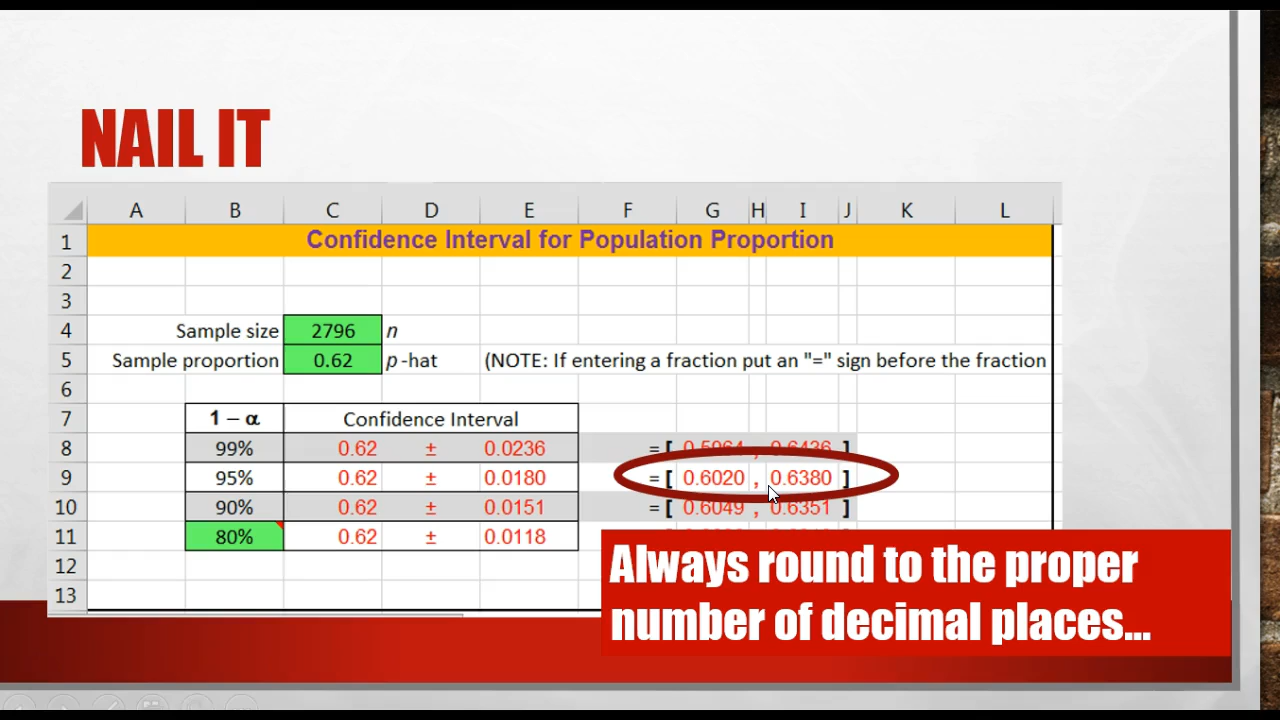 NAIL IT
A B C D E F G H I J K L
1 Confidence Interval for Population Proportion
2
3
4 Sample size 2796 n
5 Sample proportion 0.62 p -hat (NOTE: If entering a fraction put an "=" sign before the fraction
6
7 1 – α Confidence Interval
8 99% 0.62 ± 0.0236 = [ 0.5964 , 0.6436 ]
9 95% 0.62 ± 0.0180 = [ 0.6020 , 0.6380 ]
10 90% 0.62 ± 0.0151 = [ 0.6049 , 0.6351 ]
11 80% 0.62 ± 0.0118
12
13
Always round to the proper
number of decimal places...